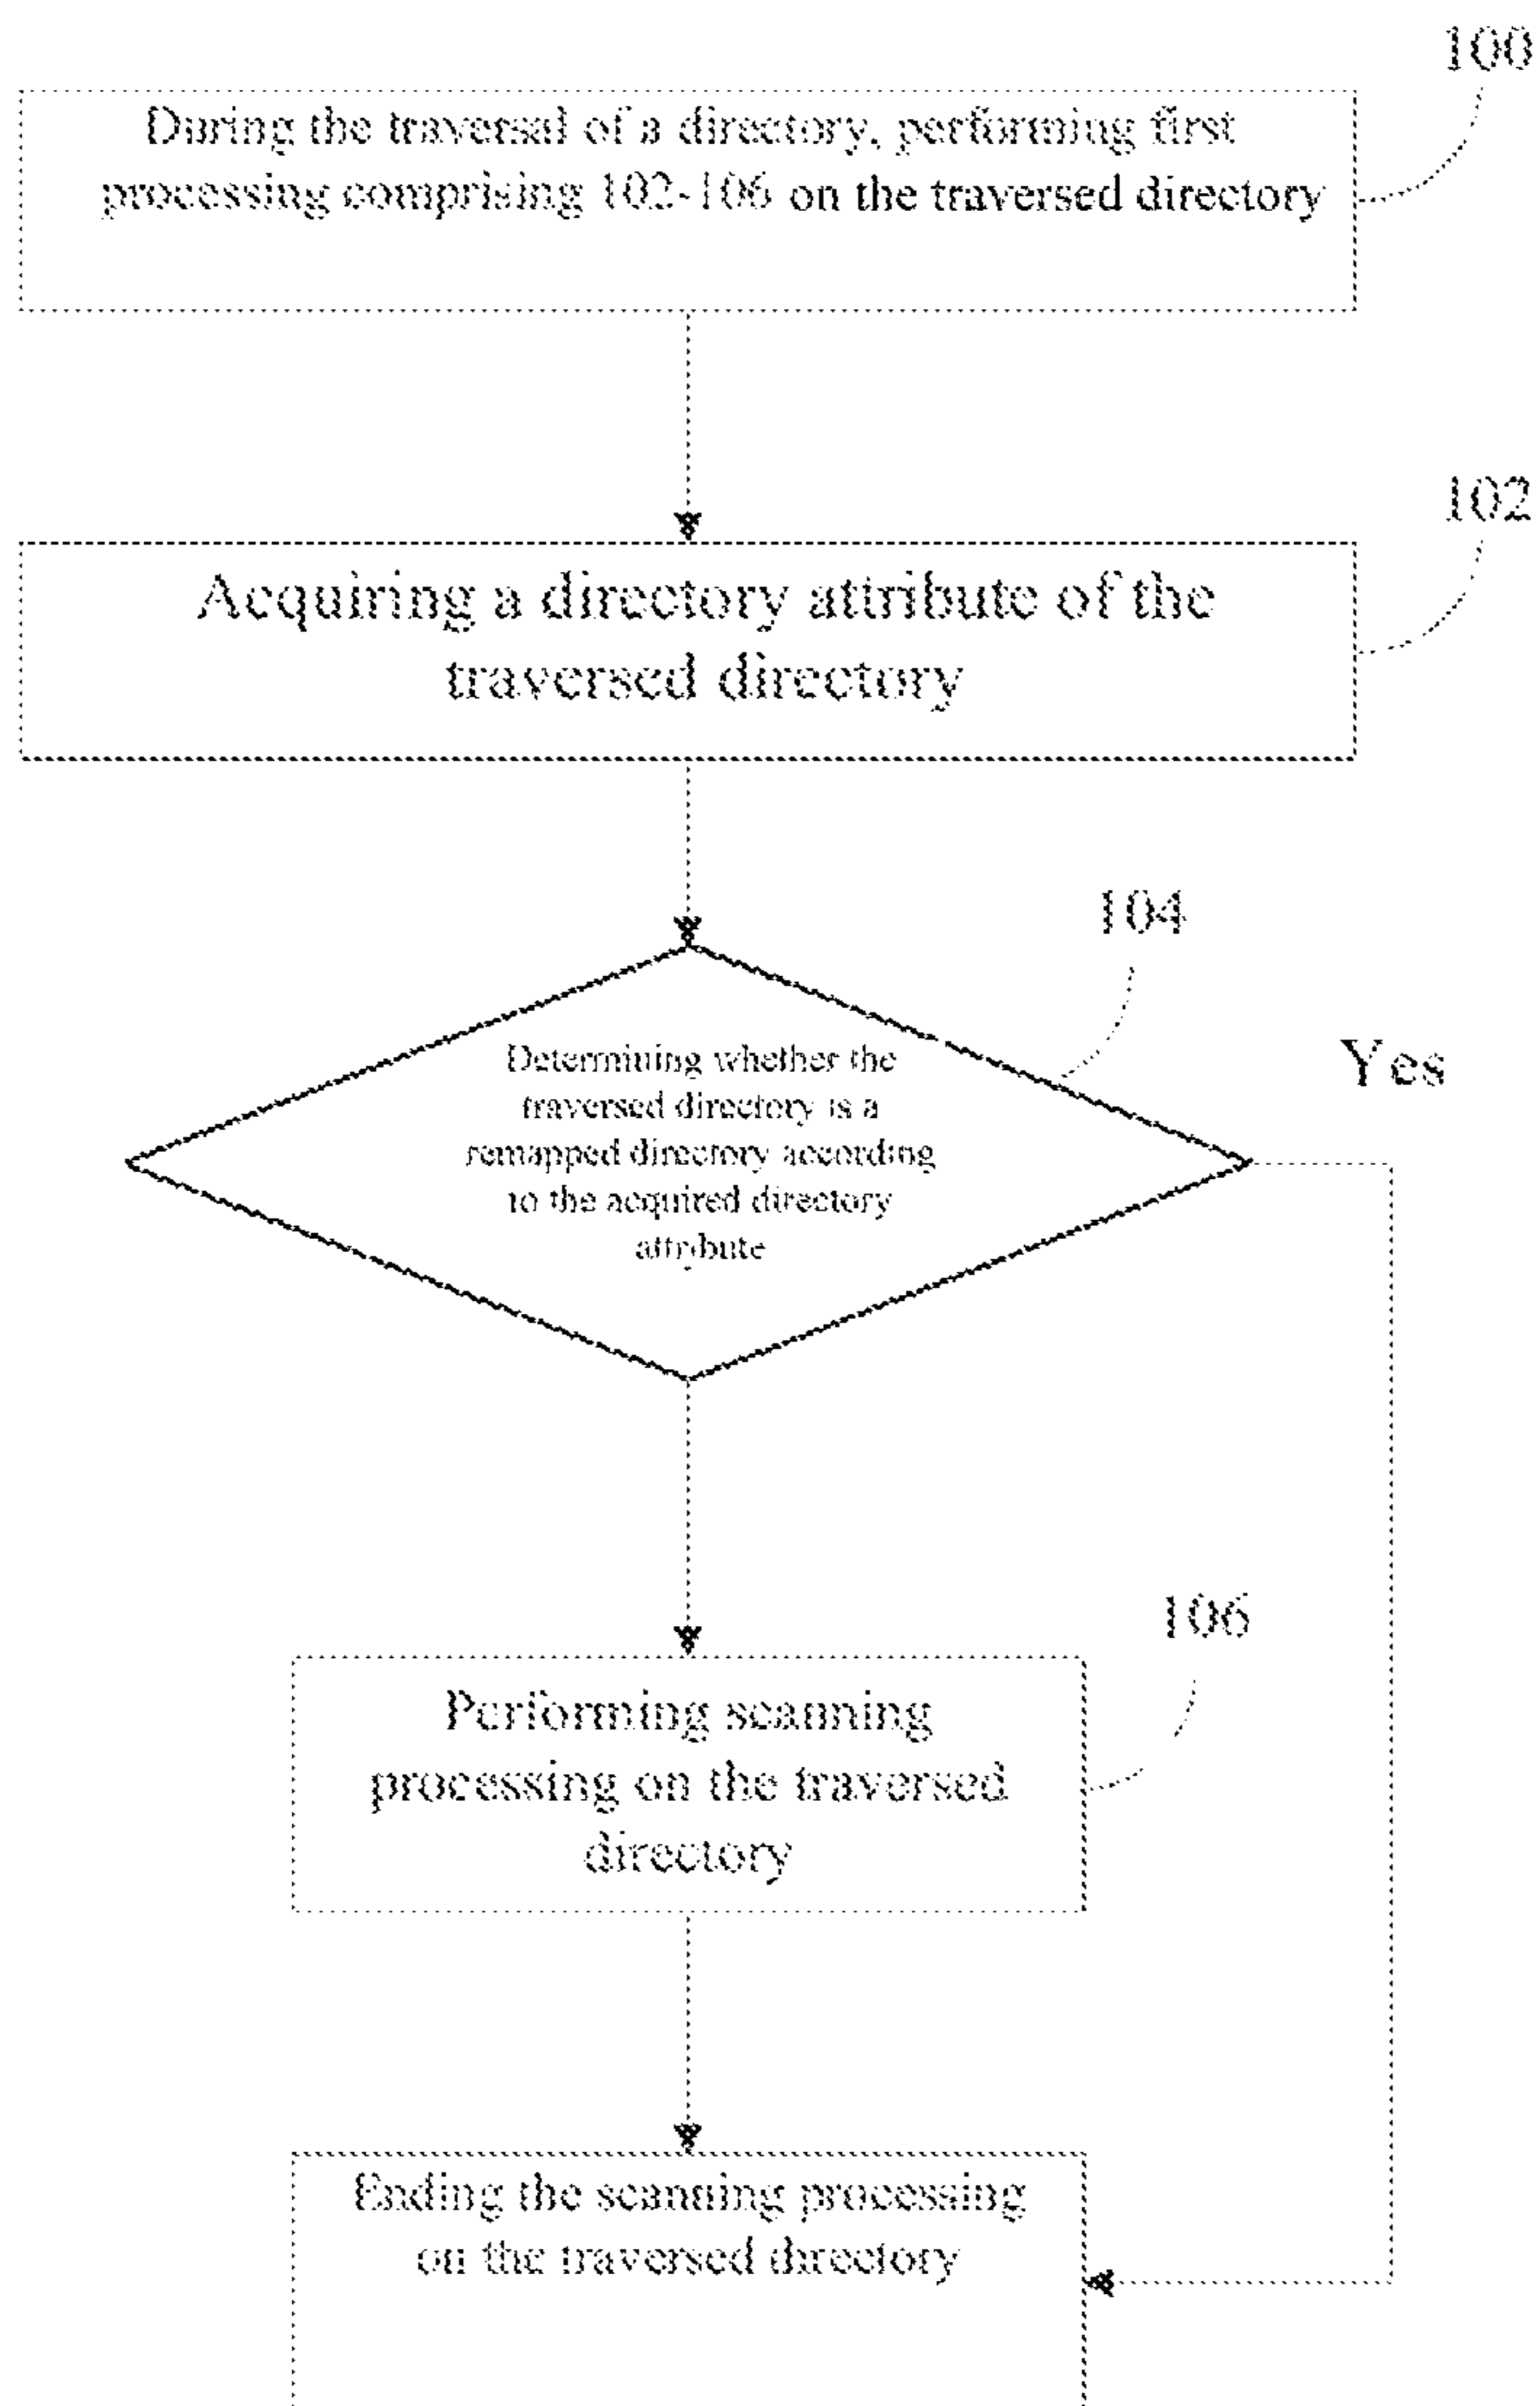 100
During the traversal of a directory, performing first
processing comprising 102-106 on the traversed directory
102
Acquiring a directory attribute of the
traversed directory
104
Yes
Determining whether the
traversed directory is a
remapped directory according
to the acquired directory
attribute
106
Performing scanning
processing on the traversed
directory
Ending the scanning processing
on the traversed directory